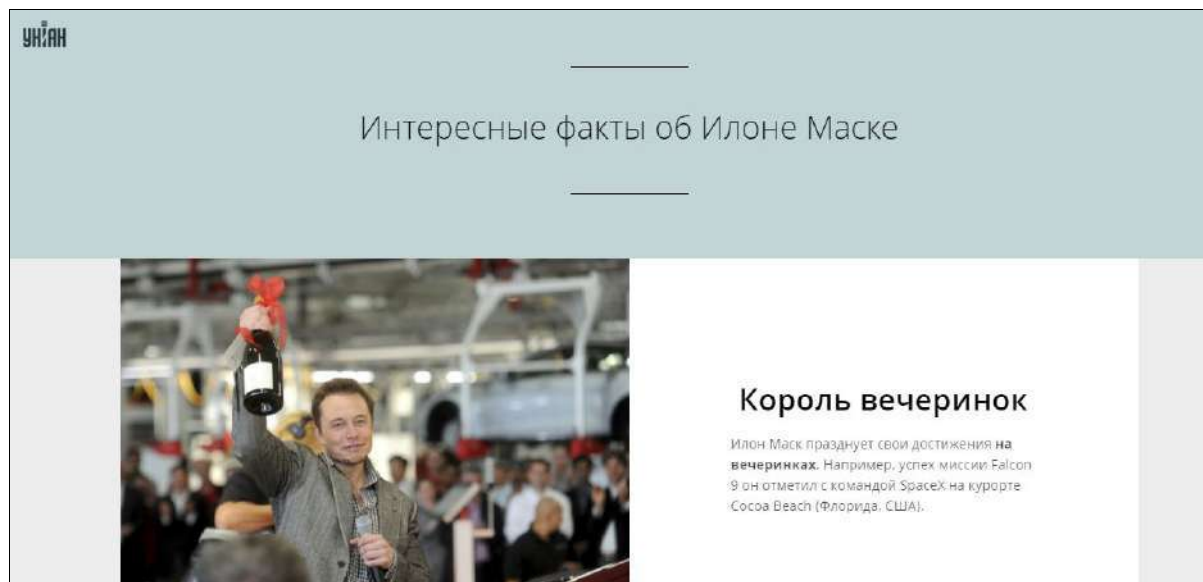 УНІАН
Интересные факты об Илоне Маске
Король вечеринок
Илон Маск празднует свои достижения на
вечеринках. Например, успех миссии Falcon
9 он отметил с командой SpaceX на курорте
Cocoa Beach (Флорида, США).